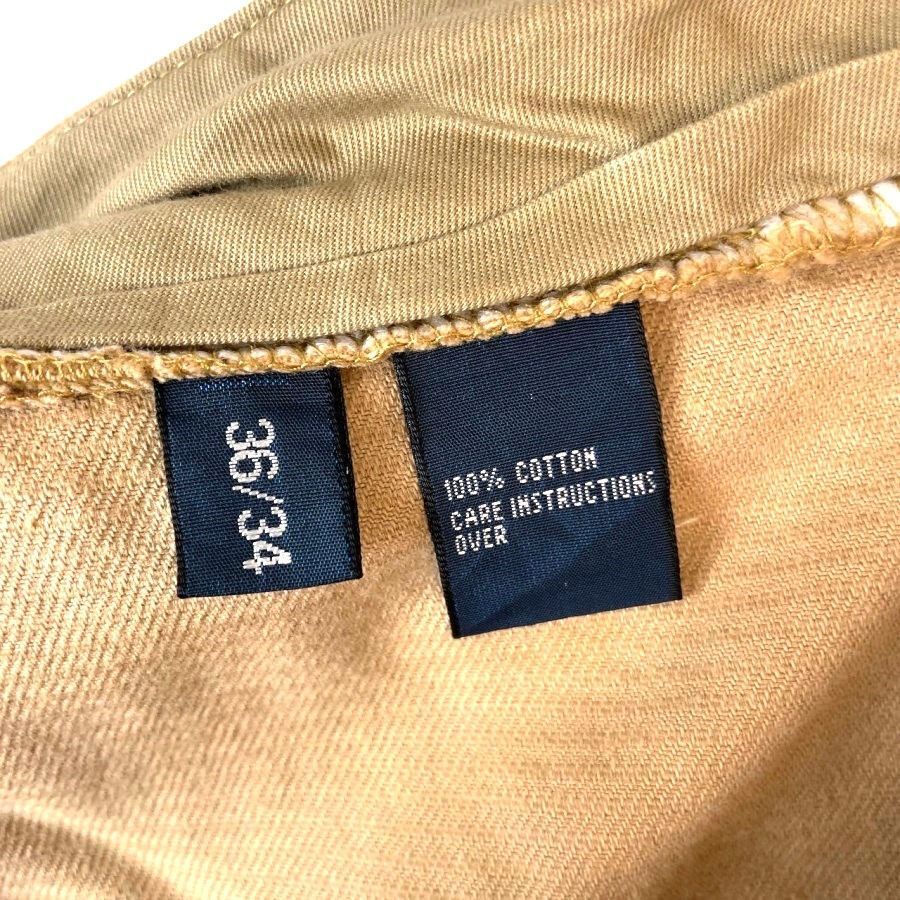 36/34
100% COTTON
CARE INSTRUCTIONS
OVER